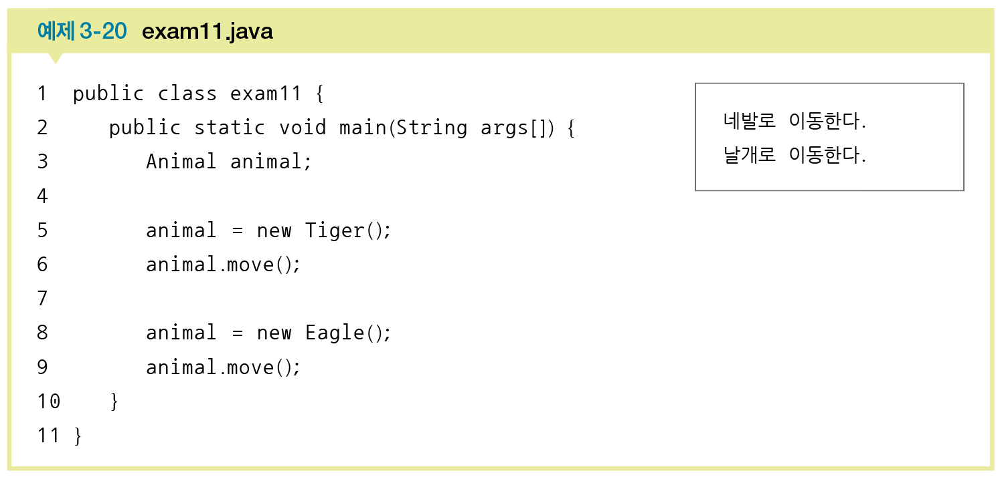 예제 3-20 exam11.java
1 public class exam11 {
2    public static void main(String args[]) {
3       Animal animal;
4
5       animal = new Tiger();
6       animal.move();
7
8       animal = new Eagle();
9       animal.move();
10    }
11 }
네발로 이동한다.
날개로 이동한다.